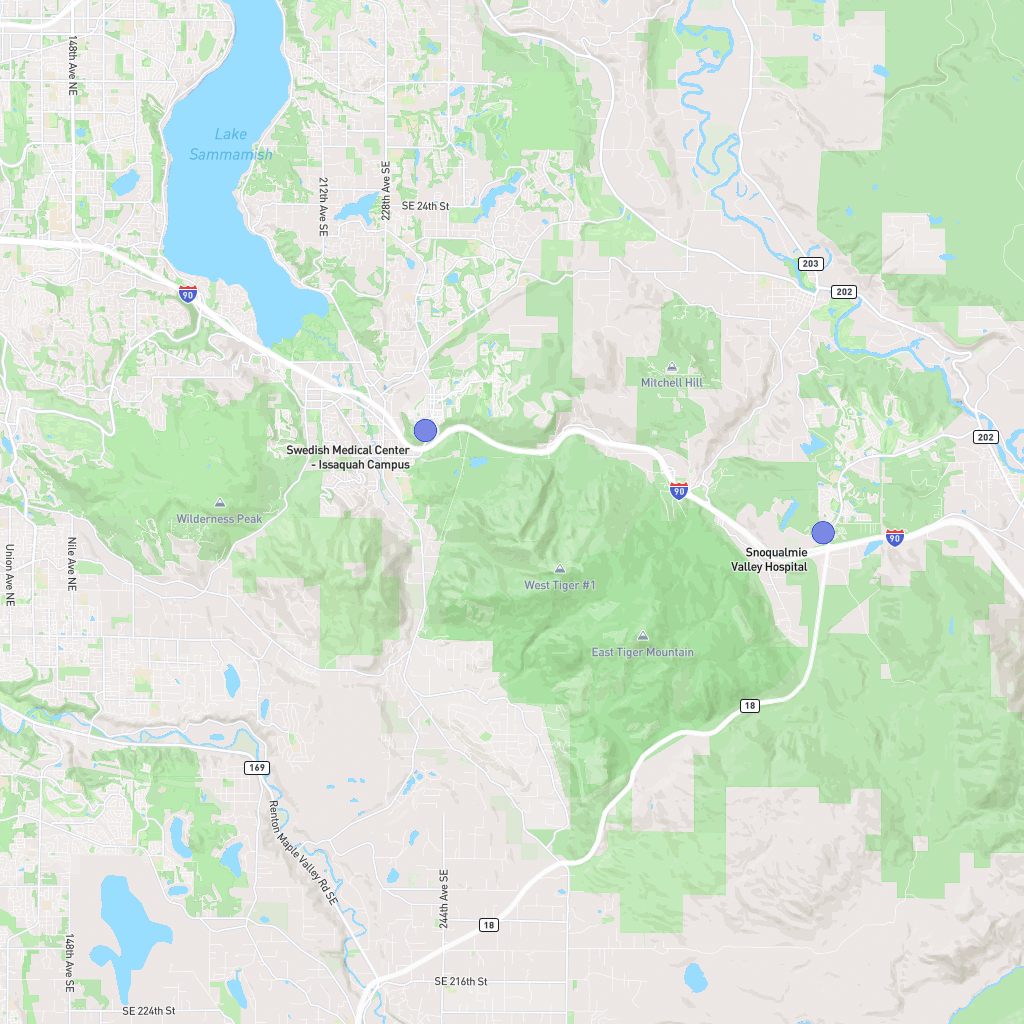 148th Ave NE
Lake
Sammamish
212th Ave SE
228th Ave SE
SE 24th St
203
202
90
Mitchell Hill
202
Swedish Medical Center
- Issaquah Campus
90
Wilderness Peak
90
Snoqualmie
Valley Hospital
Union Ave NE
Nile Ave NE
West Tiger #1
East Tiger Mountain
18
169
Renton Maple Valley Rd SE
244th Ave SE
18
148th Ave SE
SE 216th St
SE 224th St